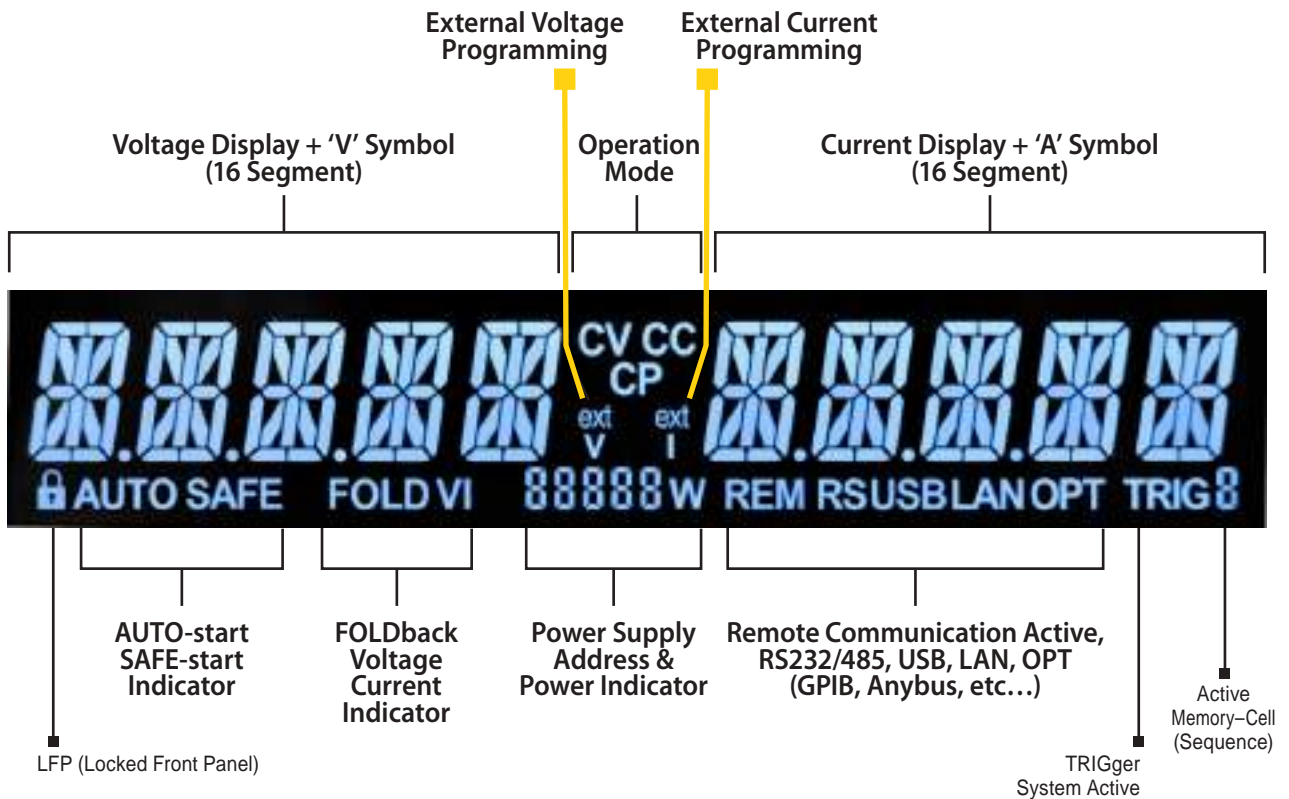 External Voltage
Programming
External Current
Programming
Voltage Display + ‘V’ Symbol
(16 Segment)
Operation
Mode
Current Display + ‘A’ Symbol
(16 Segment)
CV CC
CP
ext ext
V I
AUTO SAFE FOLD VI 88888 W REM RS USB LAN OPT TRIG 8
AUTO-start
SAFE-start
Indicator
FOLDback
Voltage
Current
Indicator
Power Supply
Address &
Power Indicator
Remote Communication Active,
RS232/485, USB, LAN, OPT
(GPIB, Anybus, etc…)
Active
Memory–Cell
(Sequence)
LFP (Locked Front Panel)
TRIGger
System Active